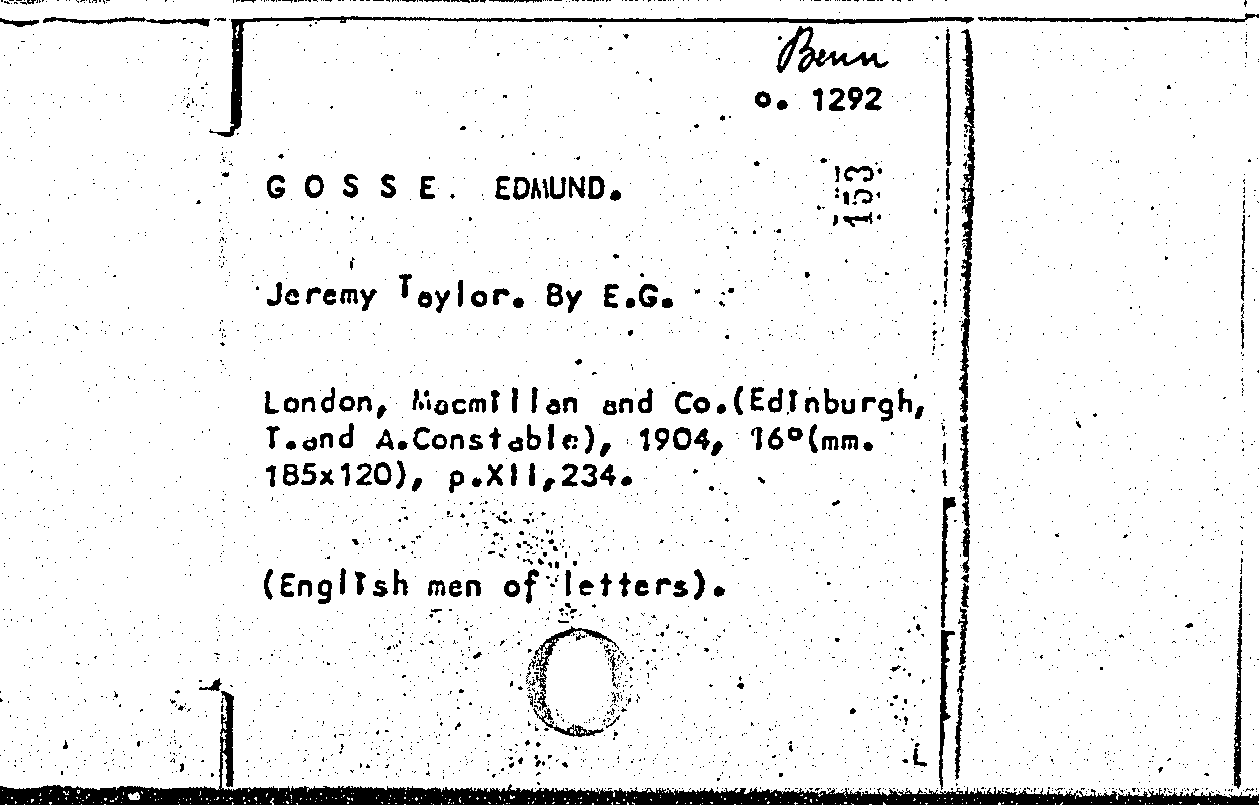 Benn
o. 1292
153
G O S S E. EDMUND.
Jeremy Taylor. By E.G.
London, Macmillan and Co.(Edinburgh,
T.and A.Constable), 1904, 16°(mm.
185x120), p.XII,234.
(English men of letters).
L